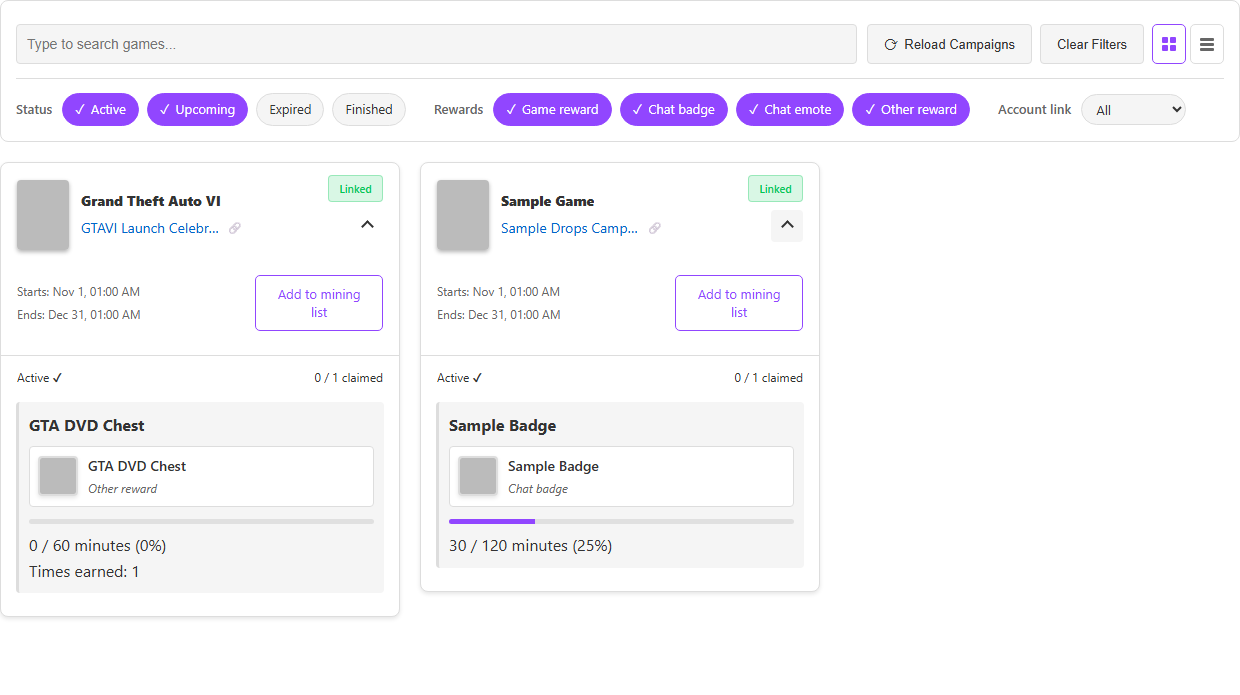 Type to search games...
Reload Campaigns
Clear Filters
Status
✓ Active
✓ Upcoming
Expired
Finished
Rewards
✓ Game reward
✓ Chat badge
✓ Chat emote
✓ Other reward
Account link
All
Linked
Grand Theft Auto VI
GTAVI Launch Celebr...
Starts: Nov 1, 01:00 AM
Ends: Dec 31, 01:00 AM
Add to mining
list
Active ✓
0 / 1 claimed
GTA DVD Chest
GTA DVD Chest
Other reward
0 / 60 minutes (0%)
Times earned: 1
Linked
Sample Game
Sample Drops Camp...
Starts: Nov 1, 01:00 AM
Ends: Dec 31, 01:00 AM
Add to mining
list
Active ✓
0 / 1 claimed
Sample Badge
Sample Badge
Chat badge
30 / 120 minutes (25%)